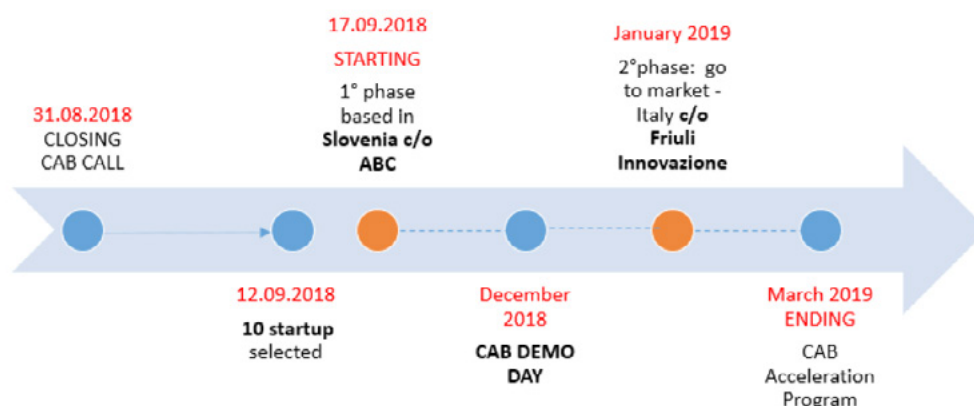 31.08.2018
CLOSING
CAB CALL
12.09.2018
10 startup
selected
17.09.2018
STARTING
1° phase
based in
Slovenia c/o
ABC
December
2018
CAB DEMO
DAY
January 2019
2°phase: go
to market -
Italy c/o
Friuli
Innovazione
March 2019
ENDING
CAB
Acceleration
Program